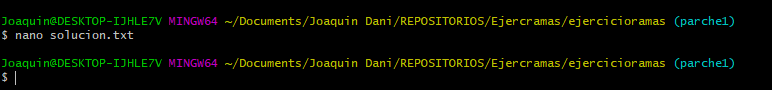 Joaquin@DESKTOP-IJHLE7V MINGW64 ~/Documents/Joaquin Dani/REPOSITORIOS/Ejercramas/ejercicioramas (parche1)
$ nano solucion.txt
Joaquin@DESKTOP-IJHLE7V MINGW64 ~/Documents/Joaquin Dani/REPOSITORIOS/Ejercramas/ejercicioramas (parche1)
$